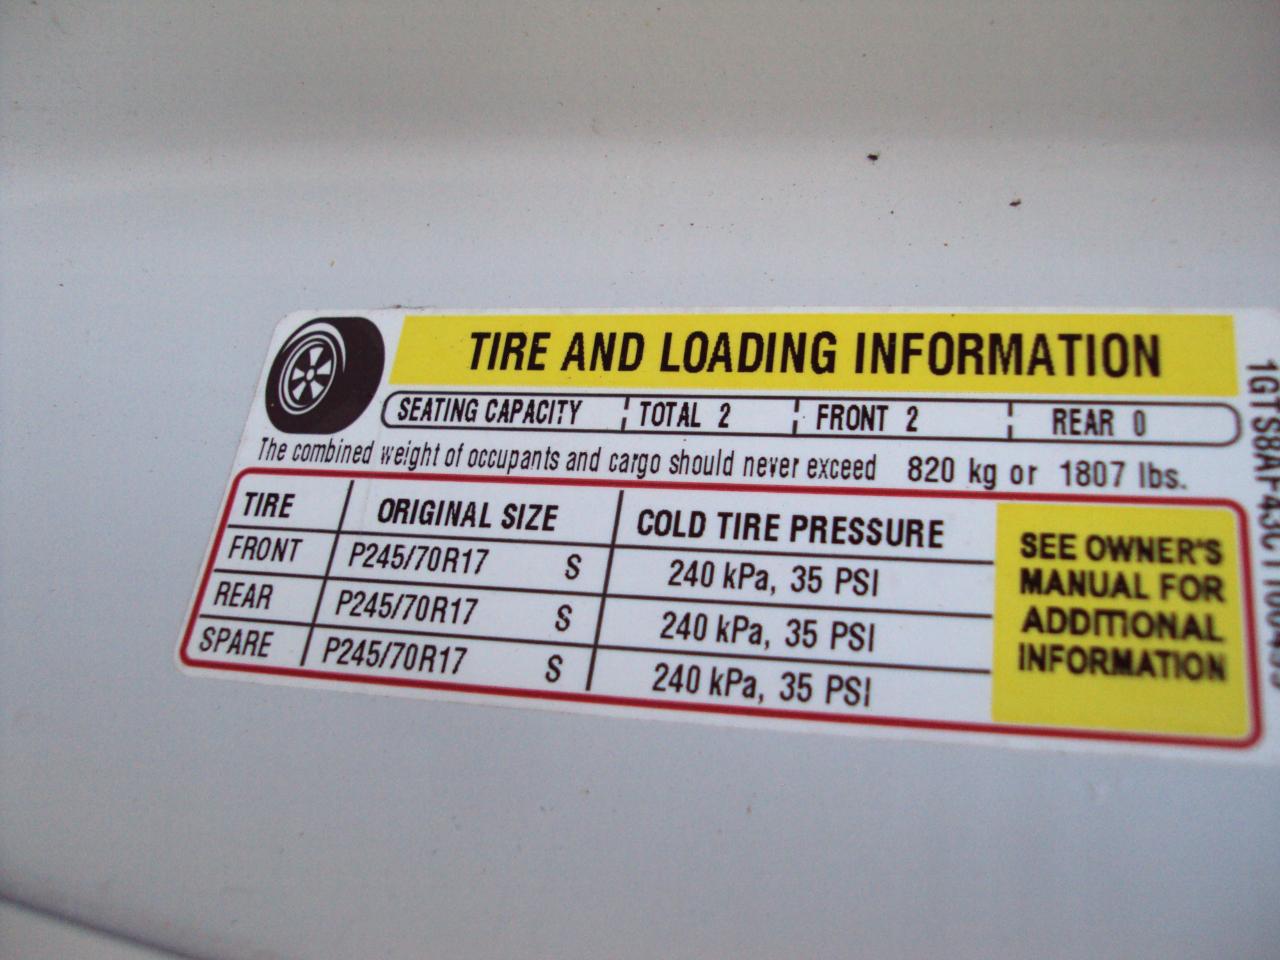 TIRE AND LOADING INFORMATION
SEATING CAPACITY TOTAL 2 FRONT 2 REAR 0
The combined weight of occupants and cargo should never exceed 820 kg or 1807 lbs.
TIRE ORIGINAL SIZE COLD TIRE PRESSURE
FRONT P245/70R17 S 240 kPa, 35 PSI
REAR P245/70R17 S 240 kPa, 35 PSI
SPARE P245/70R17 S 240 kPa, 35 PSI
SEE OWNER'S
MANUAL FOR
ADDITIONAL
INFORMATION